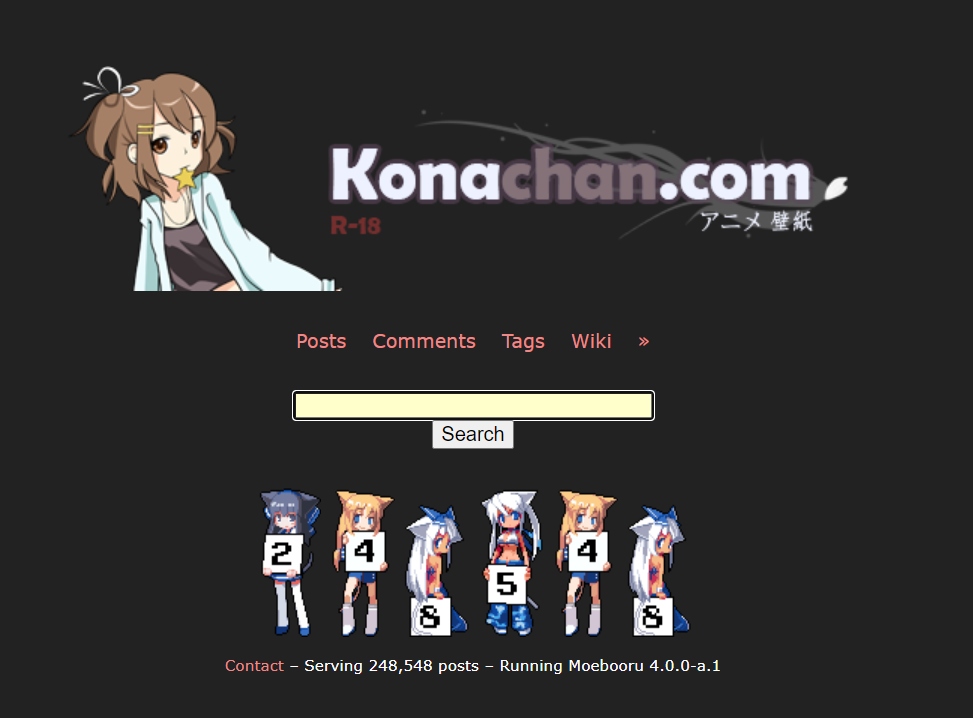 Konachan.com
R-18
アニメ 壁紙
Posts Comments Tags Wiki »
Search
2 4 8 5 4 8
Contact – Serving 248,548 posts – Running Moebooru 4.0.0-a.1